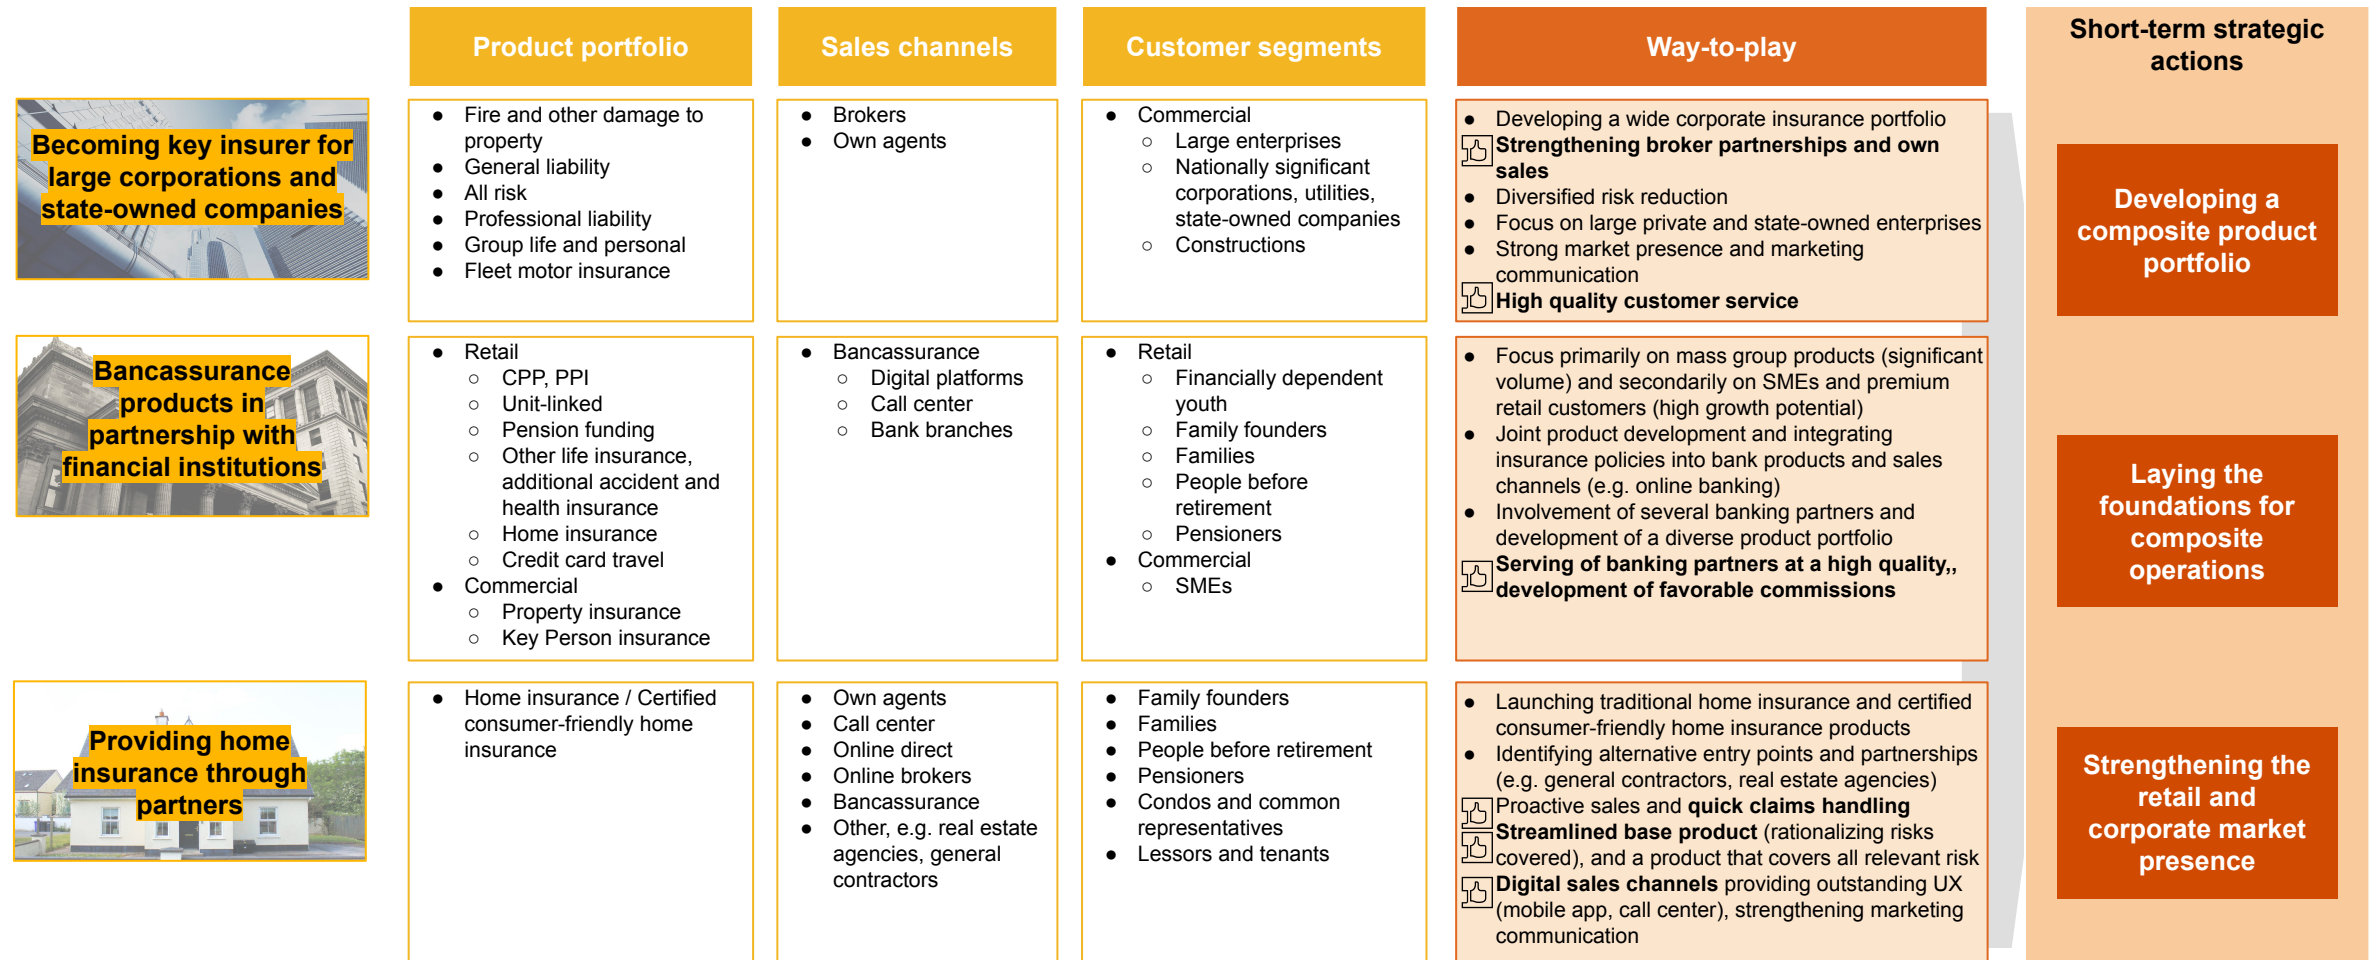 Product portfolio
Sales channels
Customer segments
Way-to-play
Short-term strategic
actions
Becoming key insurer for
large corporations and
state-owned companies
● Fire and other damage to
property
● General liability
● All risk
● Professional liability
● Group life and personal
● Fleet motor insurance
● Brokers
● Own agents
● Commercial
○ Large enterprises
○ Nationally significant
corporations, utilities,
state-owned companies
○ Constructions
● Developing a wide corporate insurance portfolio
Strengthening broker partnerships and own
sales
● Diversified risk reduction
● Focus on large private and state-owned enterprises
● Strong market presence and marketing
communication
High quality customer service
Developing a
composite product
portfolio
Bancassurance
products in
partnership with
financial institutions
● Retail
○ CPP, PPI
○ Unit-linked
○ Pension funding
○ Other life insurance,
additional accident and
health insurance
○ Home insurance
○ Credit card travel
● Commercial
○ Property insurance
○ Key Person insurance
● Bancassurance
○ Digital platforms
○ Call center
○ Bank branches
● Retail
○ Financially dependent
youth
○ Family founders
○ Families
○ People before
retirement
○ Pensioners
● Commercial
○ SMEs
● Focus primarily on mass group products (significant
volume) and secondarily on SMEs and premium
retail customers (high growth potential)
● Joint product development and integrating
insurance policies into bank products and sales
channels (e.g. online banking)
● Involvement of several banking partners and
development of a diverse product portfolio
Serving of banking partners at a high quality,,
development of favorable commissions
Laying the
foundations for
composite
operations
Providing home
insurance through
partners
● Home insurance / Certified
consumer-friendly home
insurance
● Own agents
● Call center
● Online direct
● Online brokers
● Bancassurance
● Other, e.g. real estate
agencies, general
contractors
● Family founders
● Families
● People before retirement
● Pensioners
● Condos and common
representatives
● Lessors and tenants
● Launching traditional home insurance and certified
consumer-friendly home insurance products
● Identifying alternative entry points and partnerships
(e.g. general contractors, real estate agencies)
Proactive sales and quick claims handling
Streamlined base product (rationalizing risks
covered), and a product that covers all relevant risk
Digital sales channels providing outstanding UX
(mobile app, call center), strengthening marketing
communication
Strengthening the
retail and
corporate market
presence